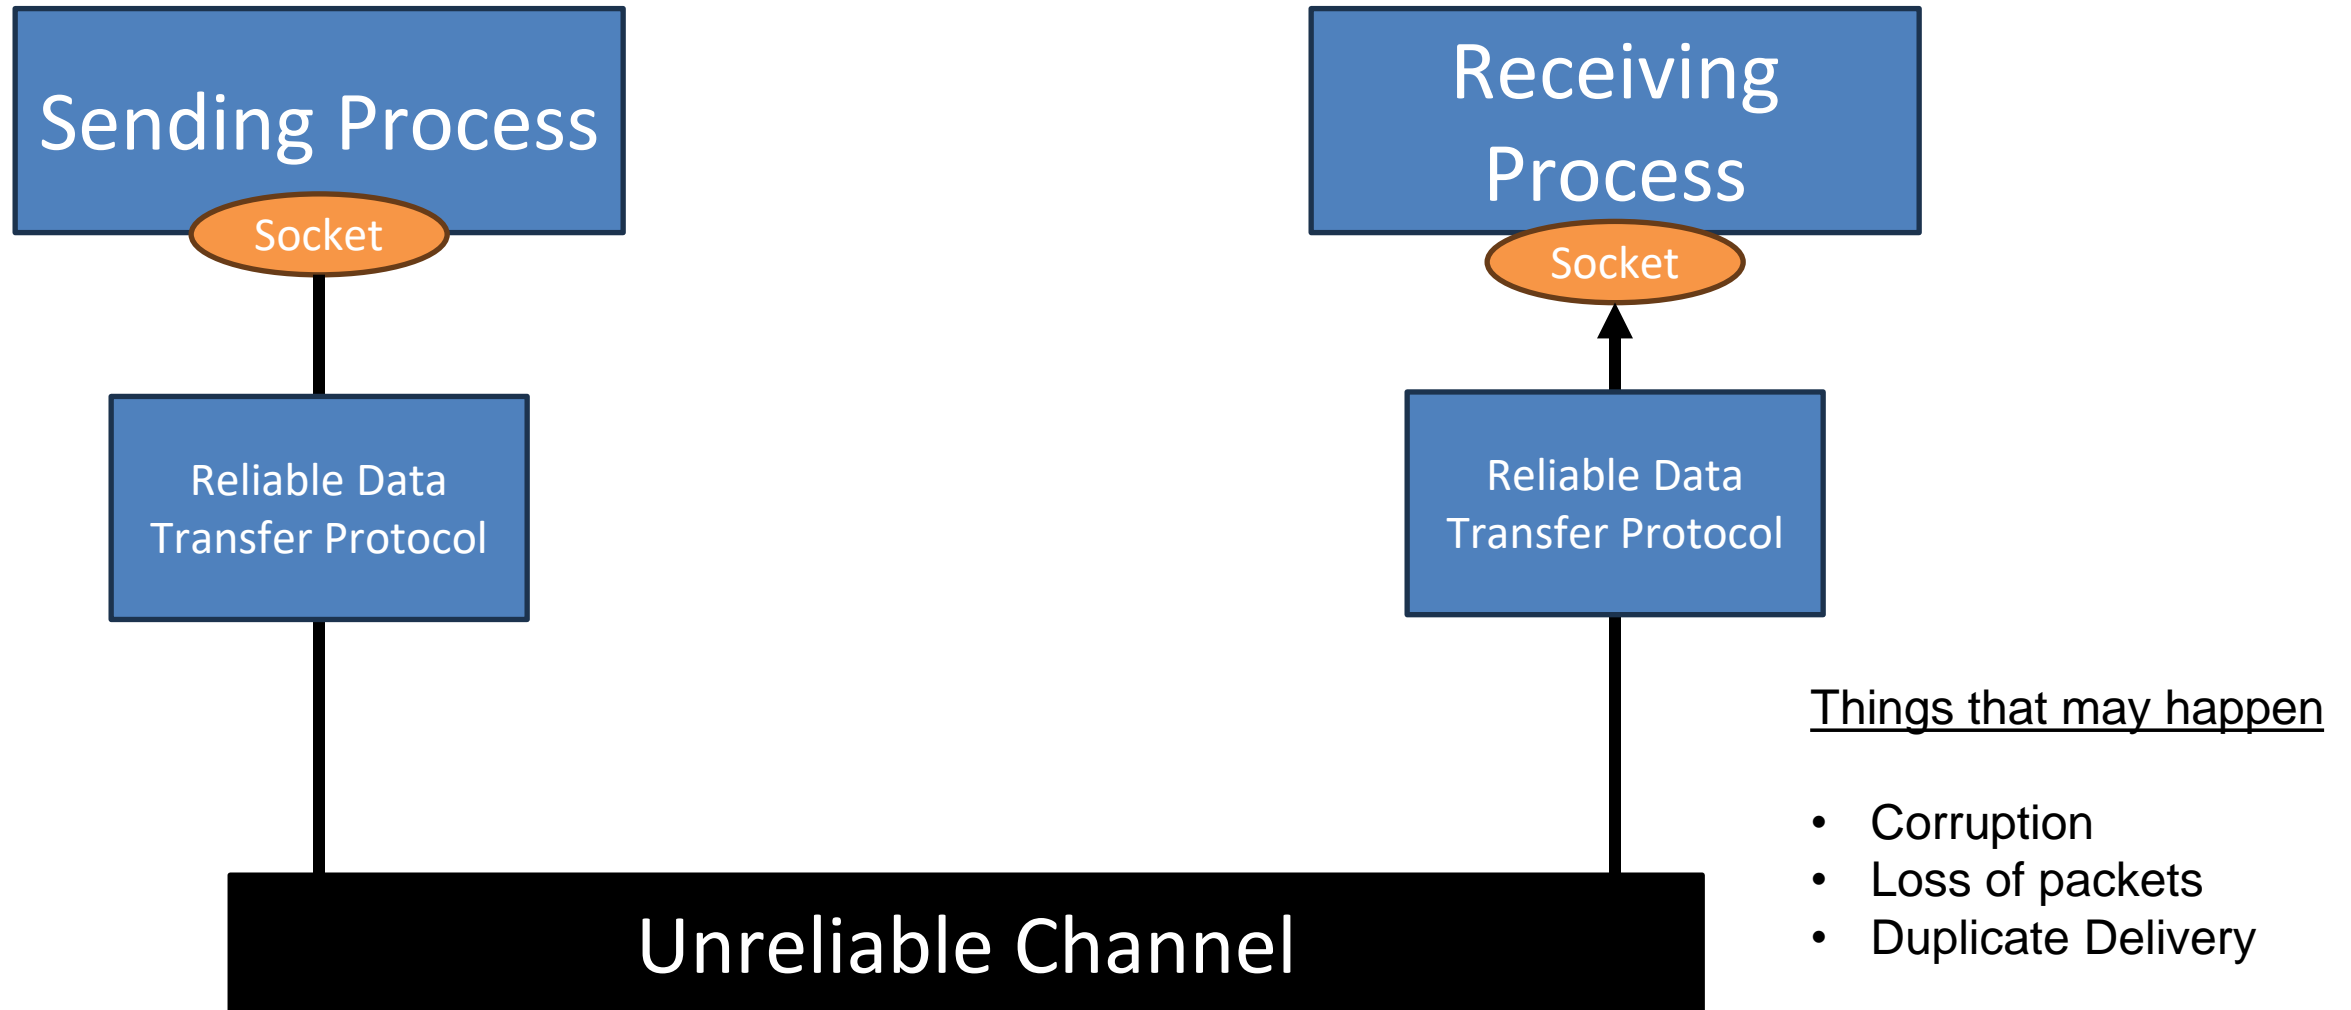 Sending Process
Socket
Receiving
Process
Socket
Reliable Data
Transfer Protocol
Reliable Data
Transfer Protocol
Things that may happen
• Corruption
• Loss of packets
• Duplicate Delivery
Unreliable Channel